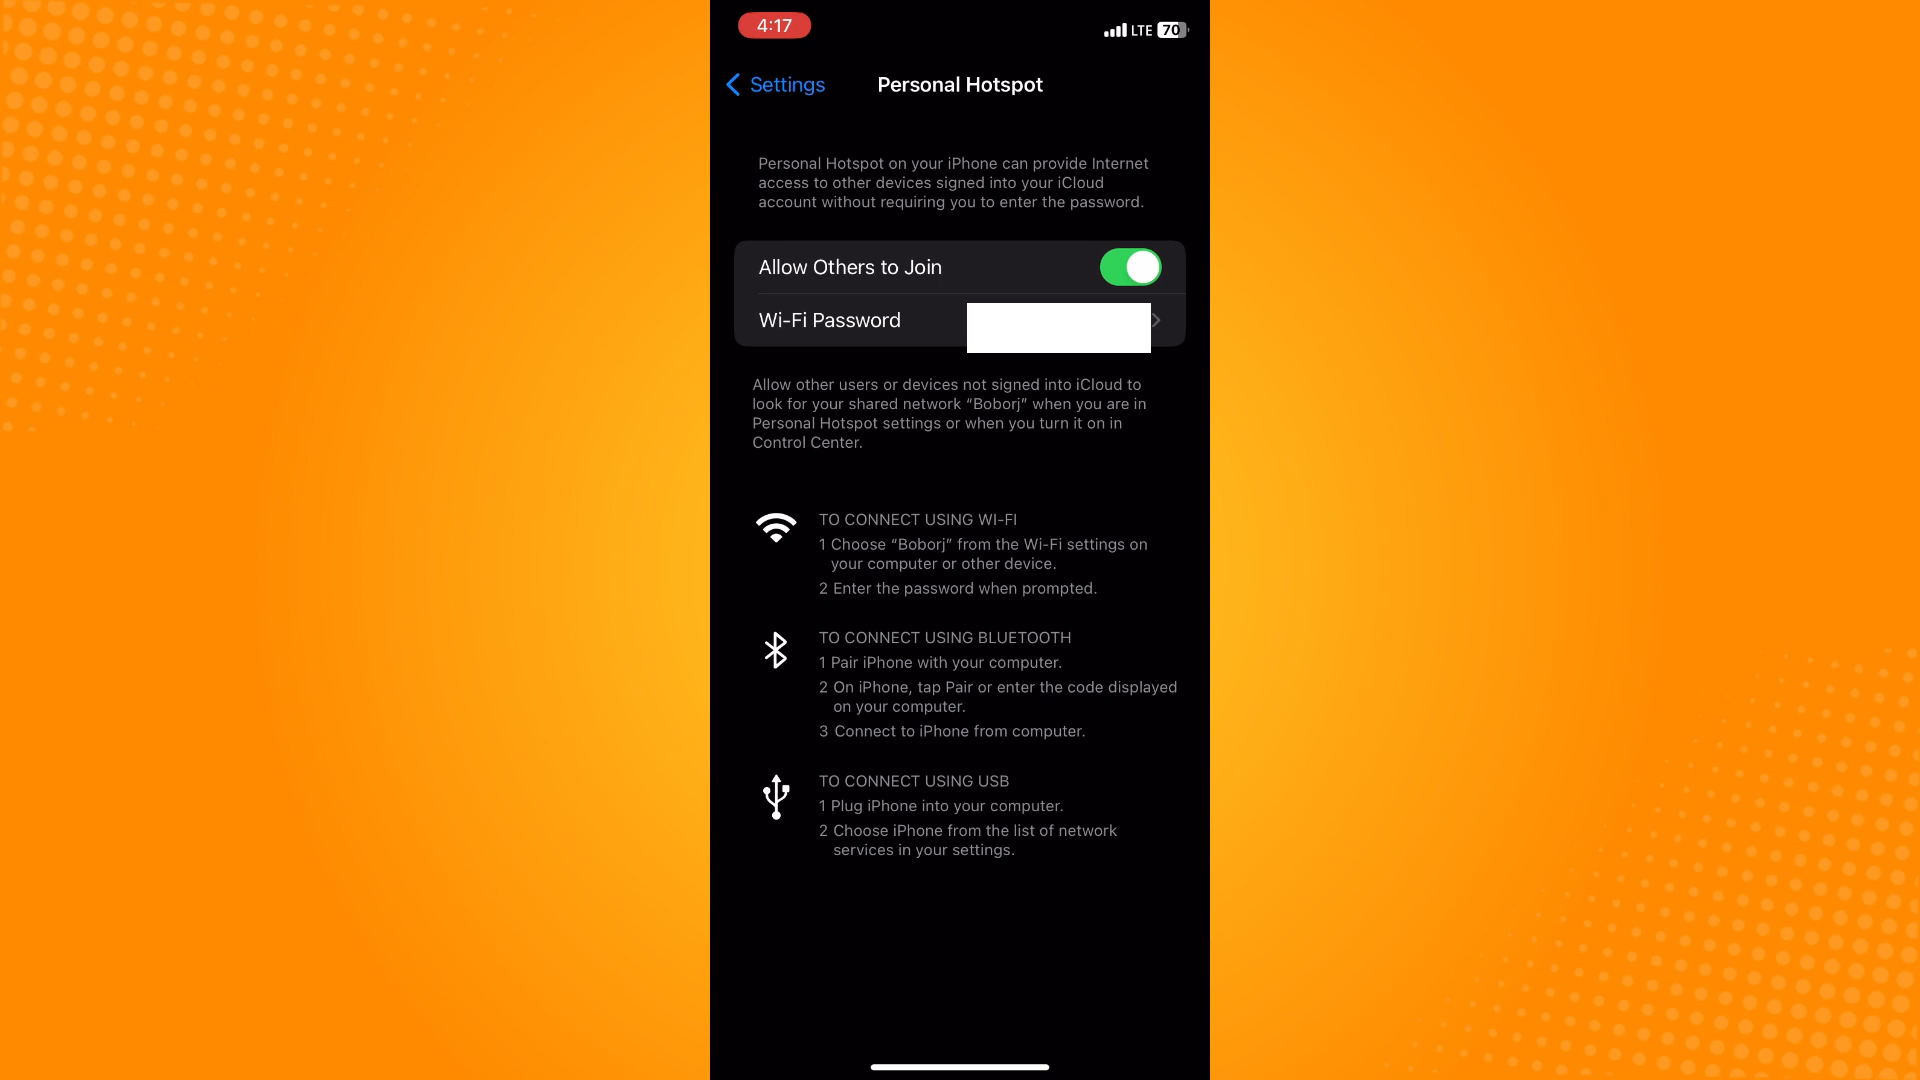 4:17
LTE 70
Settings
Personal Hotspot
Personal Hotspot on your iPhone can provide Internet
access to other devices signed into your iCloud
account without requiring you to enter the password.
Allow Others to Join
Wi-Fi Password
Allow other users or devices not signed into iCloud to
look for your shared network “Boborj” when you are in
Personal Hotspot settings or when you turn it on in
Control Center.
TO CONNECT USING WI-FI
1 Choose “Boborj” from the Wi-Fi settings on
your computer or other device.
2 Enter the password when prompted.
TO CONNECT USING BLUETOOTH
1 Pair iPhone with your computer.
2 On iPhone, tap Pair or enter the code displayed
on your computer.
3 Connect to iPhone from computer.
TO CONNECT USING USB
1 Plug iPhone into your computer.
2 Choose iPhone from the list of network
services in your settings.